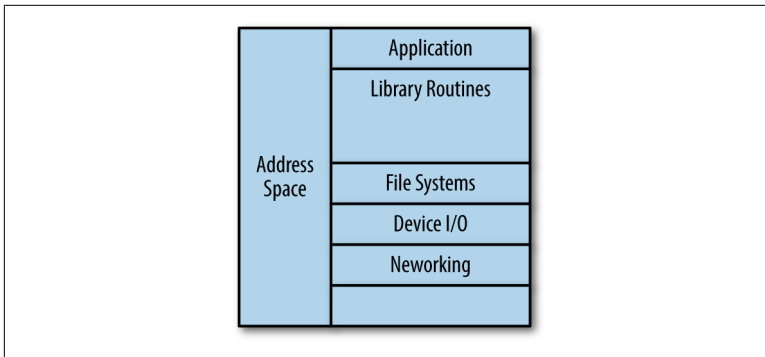 Address
Space
Application
Library Routines
File Systems
Device I/O
Neworking